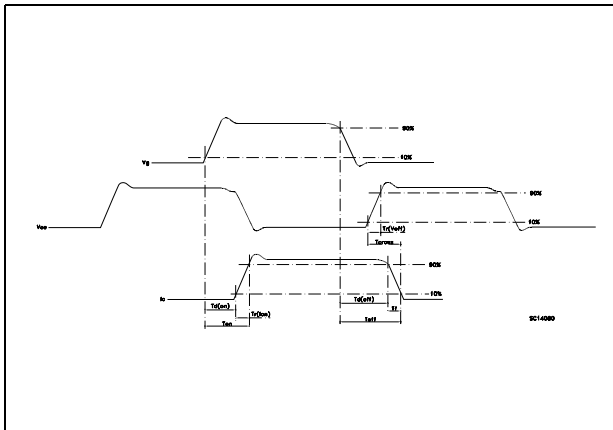 90%
Vg
10%
Vce
90%
10%
Tr(Voff)
Tcross
90%
Ic
10%
Td(on)
Td(off)
Tf
Tr(Ion)
Ton
Toff
SC14060